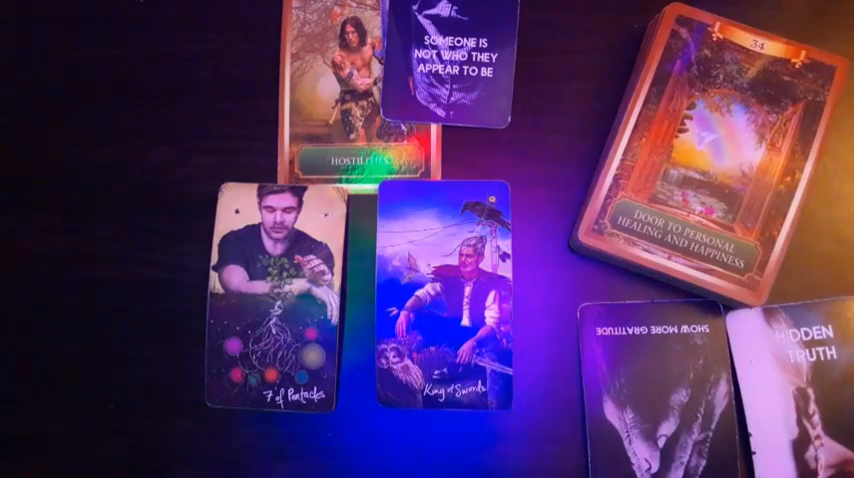 SOMEONE IS
NOT WHO THEY
APPEAR TO BE
HOSTILITIES
34
DOOR TO PERSONAL
HEALING AND HAPPINESS
7 of Pentacles
King of Swords
SHOW MORE GRATITUDE
HIDDEN
TRUTH